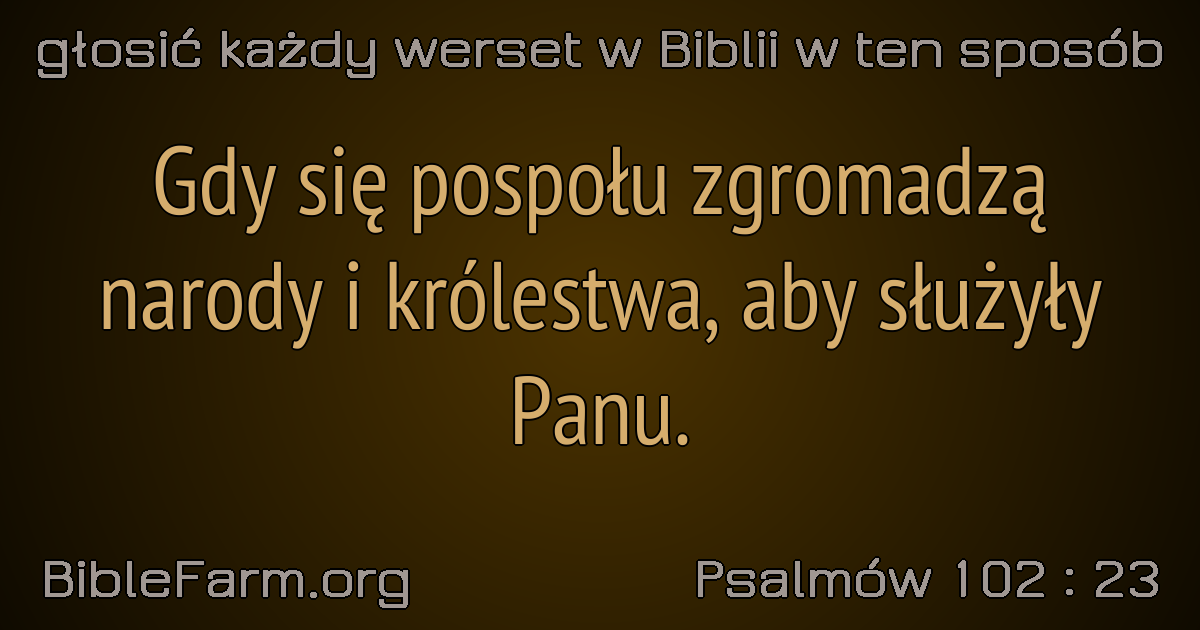 głosić każdy werset w Biblii w ten sposób
Gdy się pospołu zgromadzą
narody i królestwa, aby służyły
Panu.
BibleFarm.org
Psalmów 102 : 23